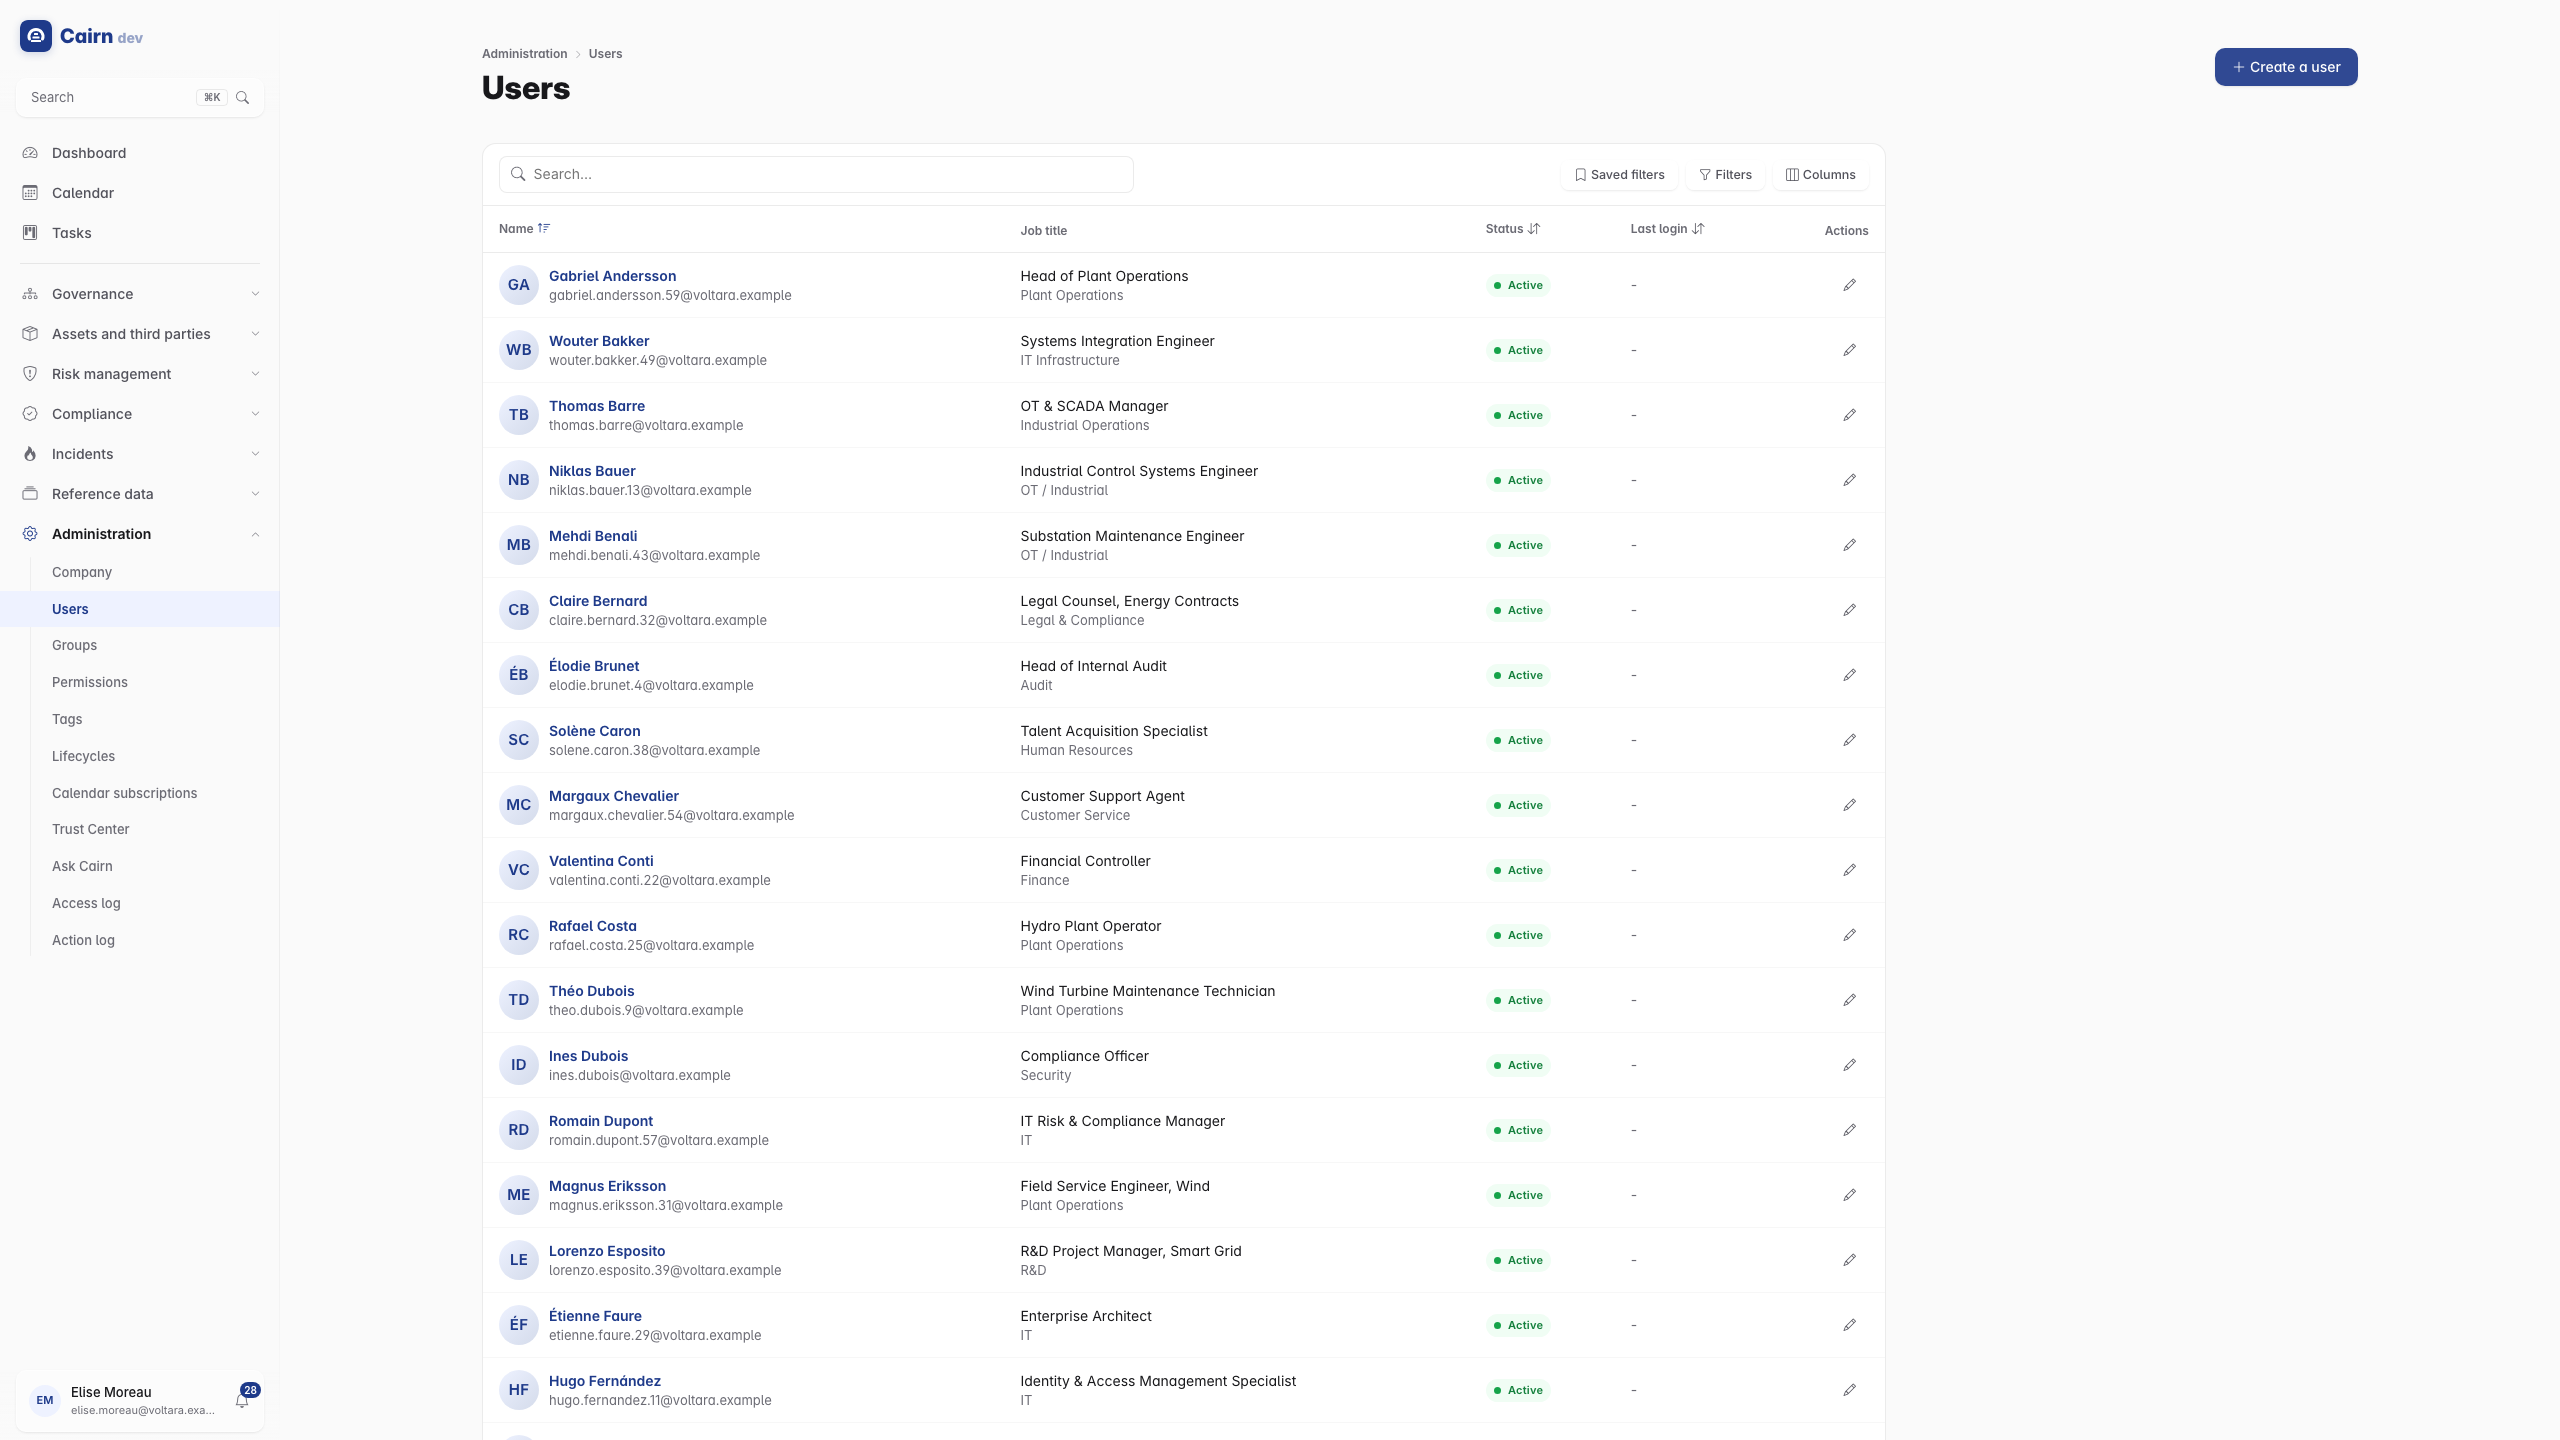 Cairn dev
Search ⌘K
Dashboard
Calendar
Tasks
Governance
Assets and third parties
Risk management
Compliance
Incidents
Reference data
Administration
Company
Users
Groups
Permissions
Tags
Lifecycles
Calendar subscriptions
Trust Center
Ask Cairn
Access log
Action log
EM
Elise Moreau
elise.moreau@voltara.exa...
28
Administration > Users
Users
+ Create a user
Search...
Saved filters
Filters
Columns
Name Job title Status Last login Actions
GA Gabriel Andersson Head of Plant Operations Active -
gabriel.andersson.59@voltara.example Plant Operations
WB Wouter Bakker Systems Integration Engineer Active -
wouter.bakker.49@voltara.example IT Infrastructure
TB Thomas Barre OT & SCADA Manager Active -
thomas.barre@voltara.example Industrial Operations
NB Niklas Bauer Industrial Control Systems Engineer Active -
niklas.bauer.13@voltara.example OT / Industrial
MB Mehdi Benali Substation Maintenance Engineer Active -
mehdi.benali.43@voltara.example OT / Industrial
CB Claire Bernard Legal Counsel, Energy Contracts Active -
claire.bernard.32@voltara.example Legal & Compliance
ÉB Élodie Brunet Head of Internal Audit Active -
elodie.brunet.4@voltara.example Audit
SC Solène Caron Talent Acquisition Specialist Active -
solene.caron.38@voltara.example Human Resources
MC Margaux Chevalier Customer Support Agent Active -
margaux.chevalier.54@voltara.example Customer Service
VC Valentina Conti Financial Controller Active -
valentina.conti.22@voltara.example Finance
RC Rafael Costa Hydro Plant Operator Active -
rafael.costa.25@voltara.example Plant Operations
TD Théo Dubois Wind Turbine Maintenance Technician Active -
theo.dubois.9@voltara.example Plant Operations
ID Ines Dubois Compliance Officer Active -
ines.dubois@voltara.example Security
RD Romain Dupont IT Risk & Compliance Manager Active -
romain.dupont.57@voltara.example IT
ME Magnus Eriksson Field Service Engineer, Wind Active -
magnus.eriksson.31@voltara.example Plant Operations
LE Lorenzo Esposito R&D Project Manager, Smart Grid Active -
lorenzo.esposito.39@voltara.example R&D
ÉF Étienne Faure Enterprise Architect Active -
etienne.faure.29@voltara.example IT
HF Hugo Fernández Identity & Access Management Specialist Active -
hugo.fernandez.11@voltara.example IT